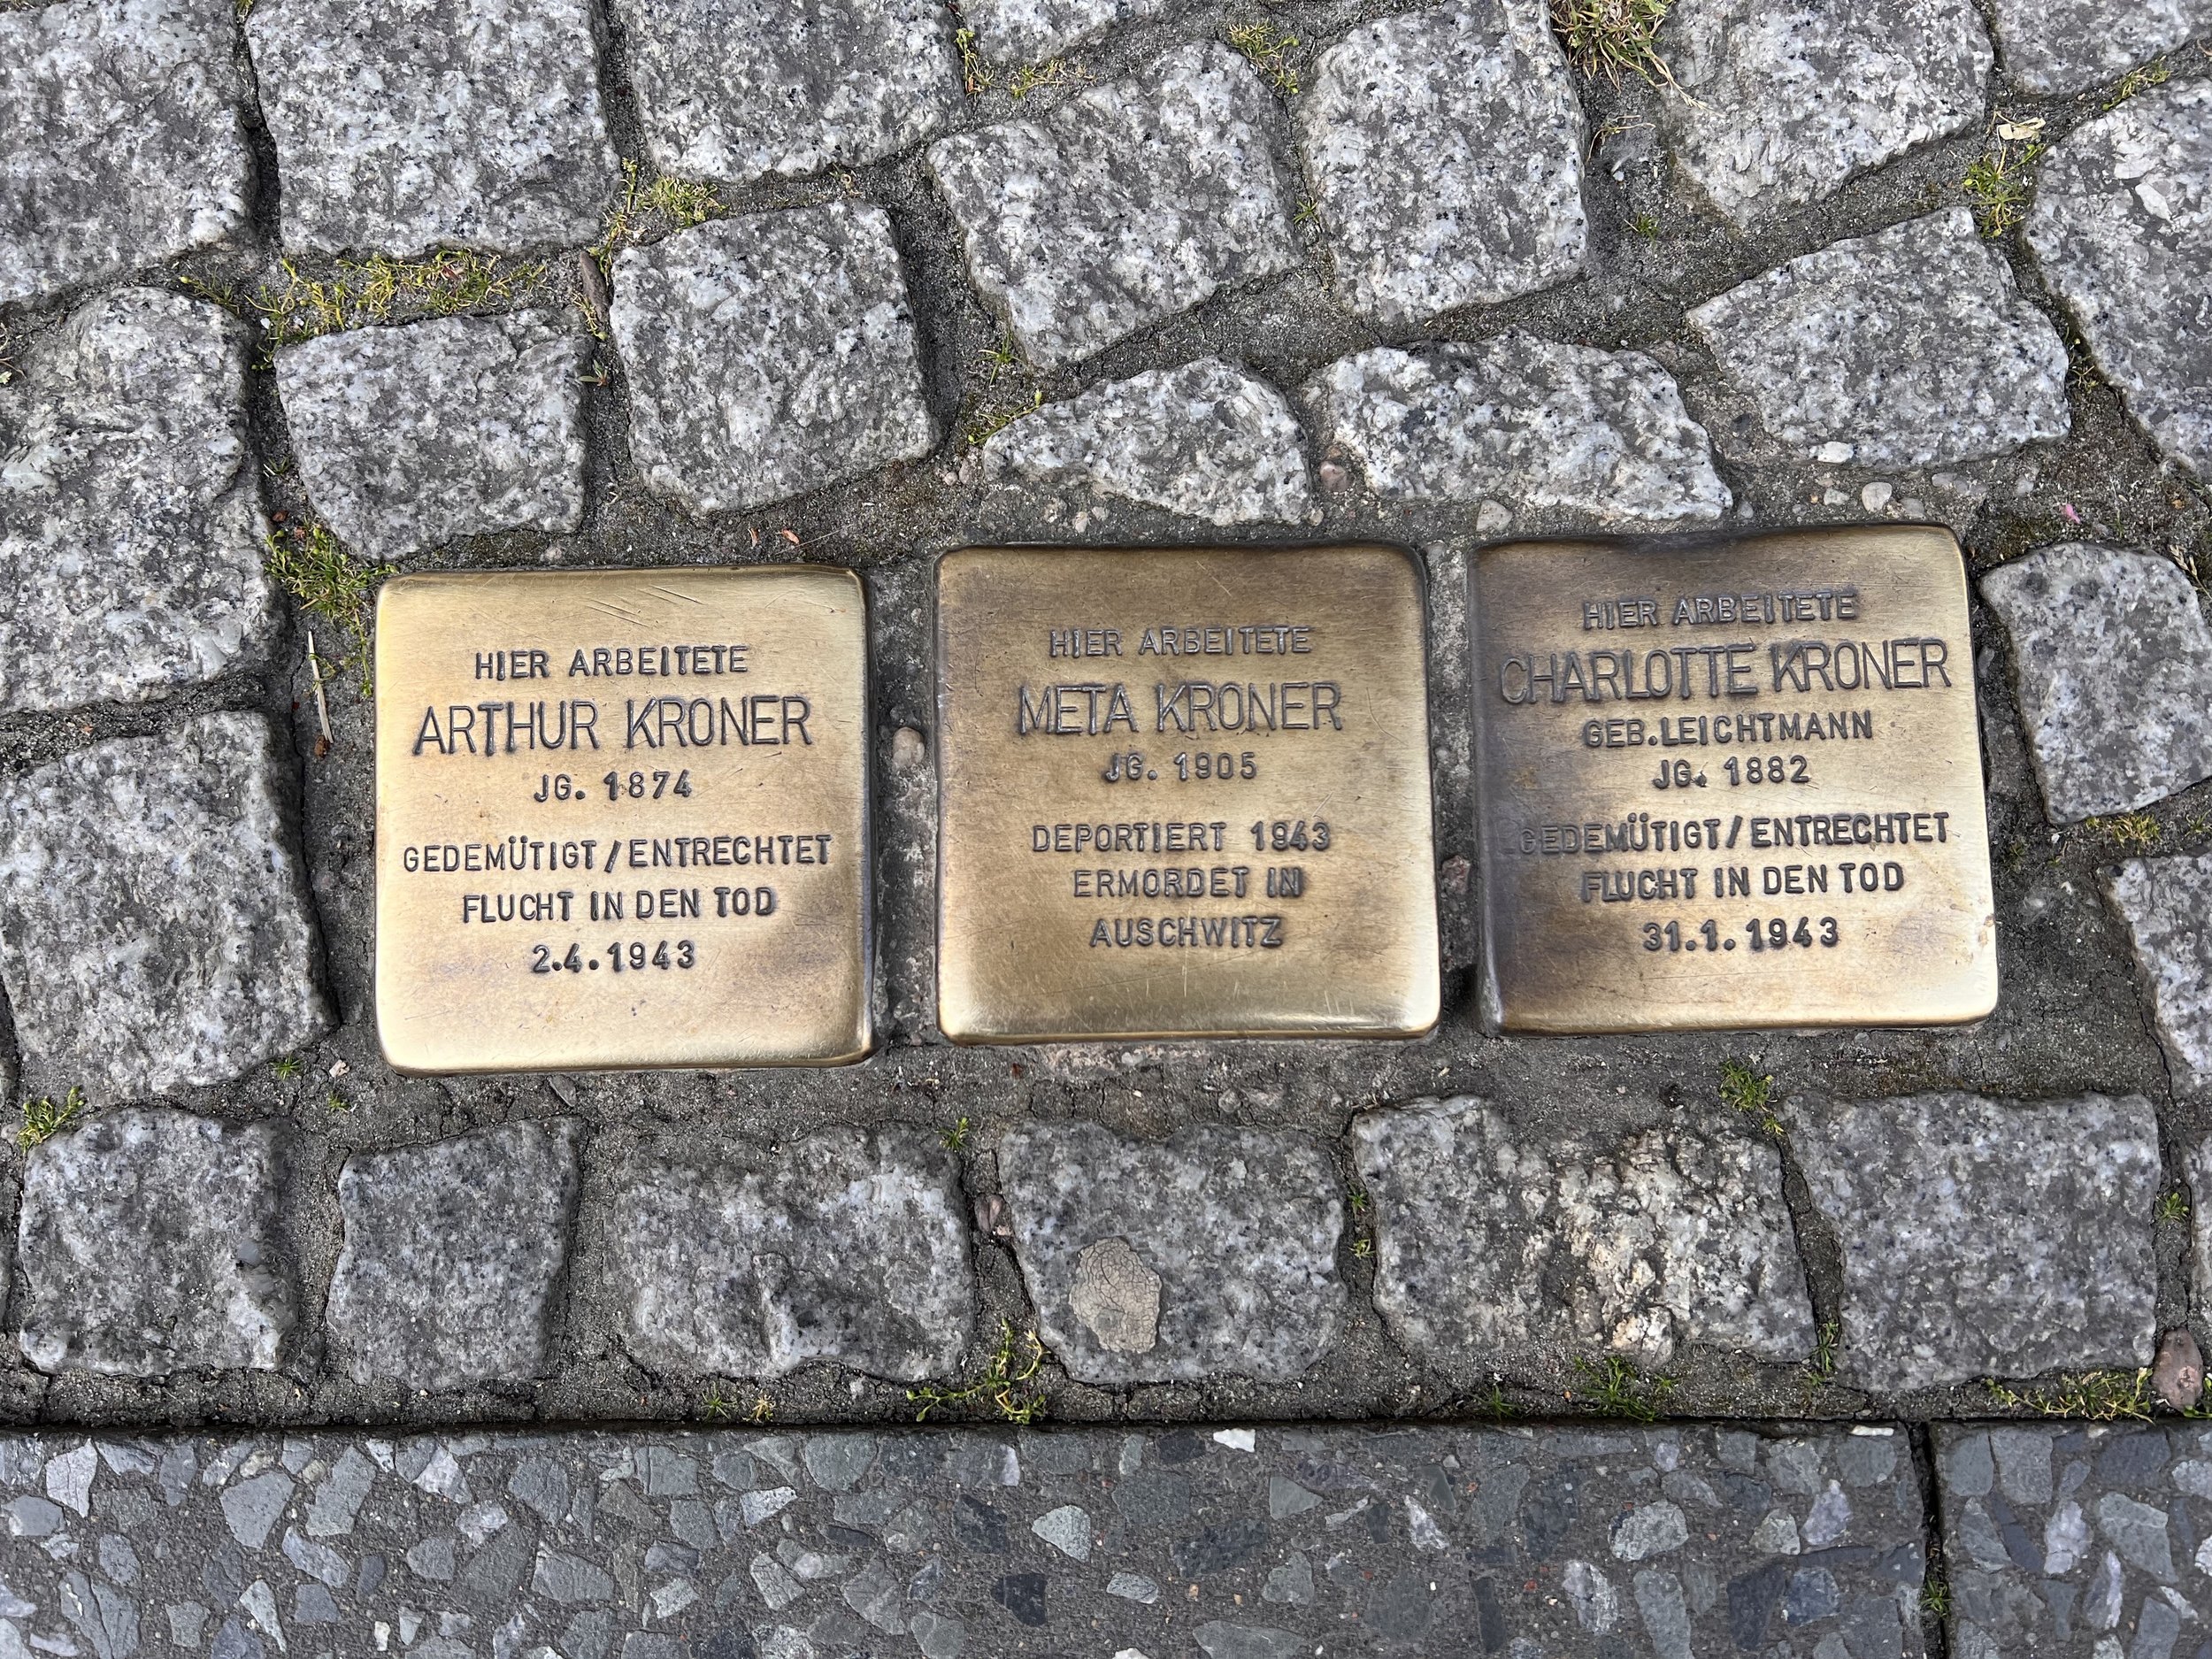 HIER ARBEITETE
ARTHUR KRONER
JG. 1874
GEDEMÜTIGT/ENTRECHTET
FLUCHT IN DEN TOD
2.4.1943
HIER ARBEITETE
META KRONER
JG. 1905
DEPORTIERT 1943
ERMORDET IN
AUSCHWITZ
HIER ARBEITETE
CHARLOTTE KRONER
GEB.LEICHTMANN
JG. 1882
GEDEMÜTIGT/ENTRECHTET
FLUCHT IN DEN TOD
31.1.1943